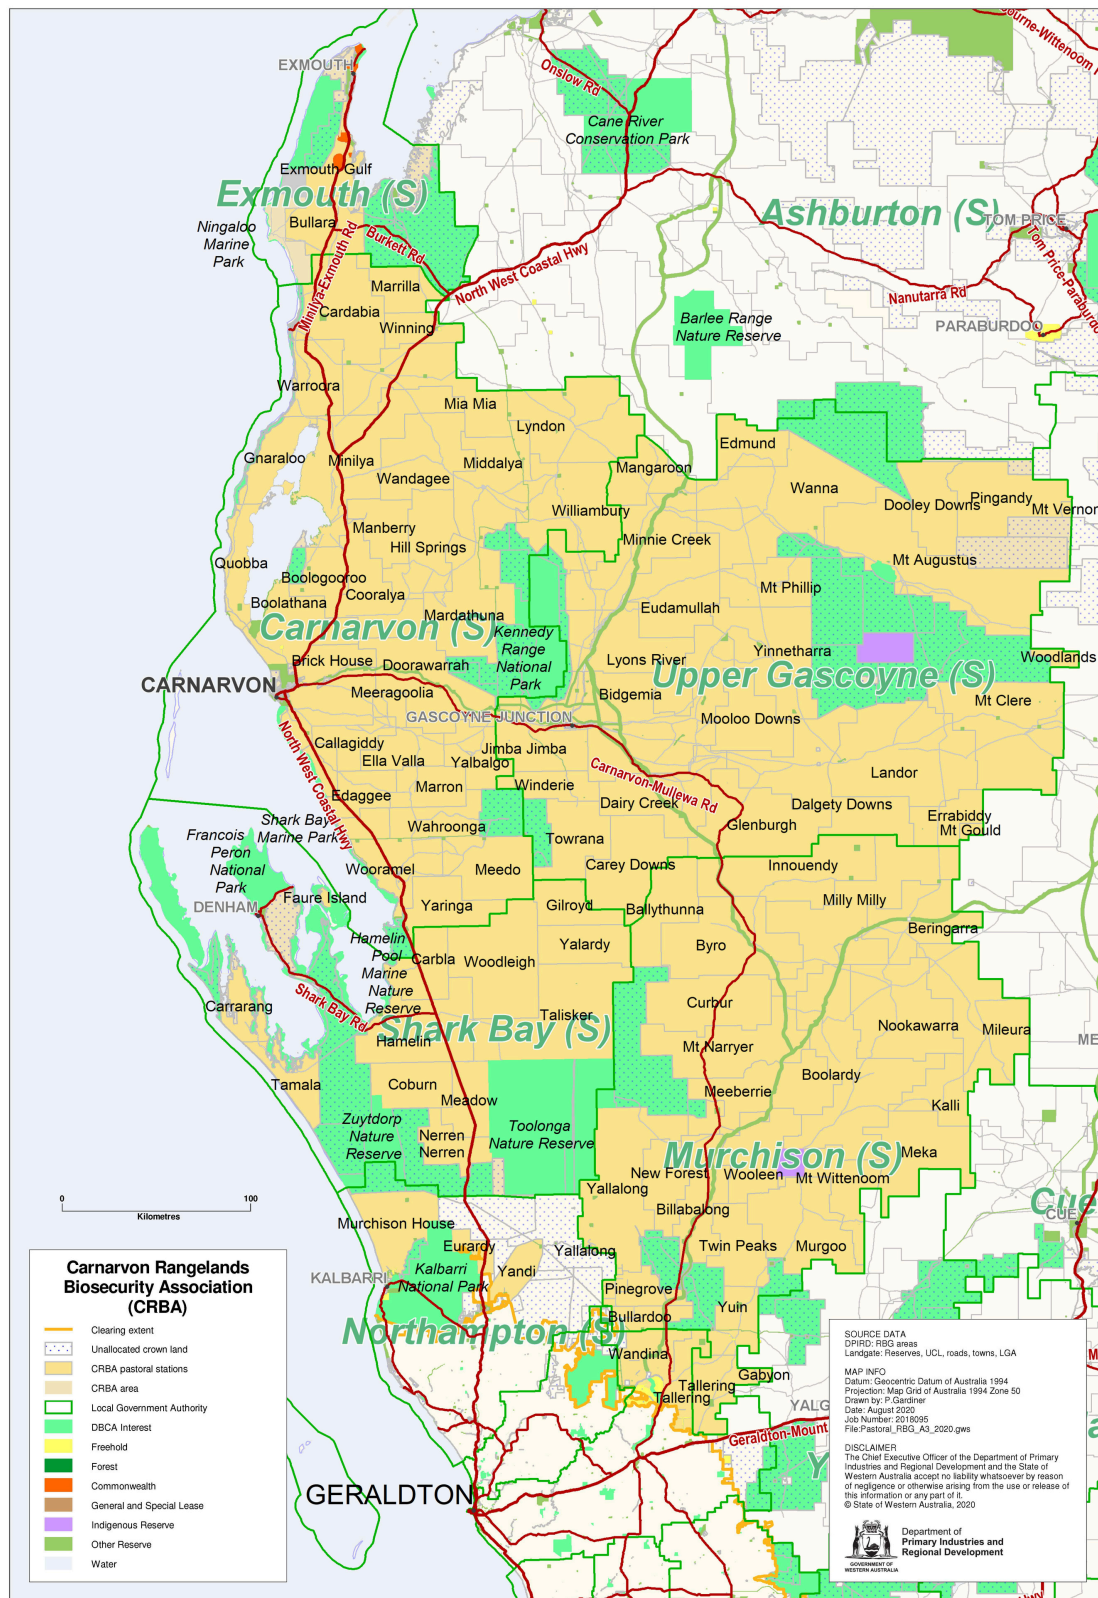 EXMOUTH
Onslow Rd
Cane River
Conservation Park
ourne-Wittenoom
Exmouth Gulf
Exmouth (S)
Ashburton (S)
TOM PRICE
Tom Price-Paraburdo
Ningaloo
Marine
Park
Bullara
Burkett Rd
Minilya-Exmouth Rd
North West Coastal Hwy
Nanutarra Rd
PARABURDOO
Barlee Range
Nature Reserve
Marrilla
Cardabia
Winning
Warroora
Mia Mia
Lyndon
Edmund
Gnaraloo
Minilya
Middalya
Mangaroon
Wandagee
Wanna
Dooley Downs
Pingandy
Mt Vernon
Williambury
Manberry
Hill Springs
Minnie Creek
Quobba
Boologooroo
Mt Augustus
Cooralya
Boolathana
Mt Phillip
Eudamullah
Mardathuna
Carnarvon (S)
Kennedy
Range
National
Park
Brick House
Doorawarrah
Lyons River
Yinnetharra
Woodlands
CARNARVON
Meeragoolia
Bidgemia
Upper Gascoyne (S)
Mt Clere
GASCOYNE JUNCTION
Mooloo Downs
North West Coastal Hwy
Callagiddy
Ella Valla
Yalbalgo
Jimba Jimba
Carnarvon-Mullewa Rd
Landor
Edaggee
Marron
Winderie
Dairy Creek
Dalgety Downs
Errabiddy
Mt Gould
Glenburgh
Shark Bay
Marine Park
Francois
Peron
National
Park
Wahroonga
Towrana
Wooramel
Meedo
Carey Downs
Innouendy
DENHAM
Faure Island
Yaringa
Gilroyd
Ballythunna
Milly Milly
Beringarra
Hamelin
Pool
Marine
Nature
Reserve
Carbla
Woodleigh
Yalardy
Byro
Carrarang
Shark Bay Rd
Curbur
Talisker
Shark Bay (S)
Nookawarra
Mileura
ME
Hamelin
Mt Narryer
Tamala
Coburn
Meadow
Meeberrie
Boolardy
Kalli
Zuytdorp
Nature
Reserve
Nerren
Nerren
Toolonga
Nature Reserve
Murchison (S)
Meka
New Forest
Wooleen
Mt Wittenoom
Yallalong
Billabalong
Cue
CUE
Murchison House
Eurardy
Yallalong
Twin Peaks
Murgoo
KALBARRI
Kalbarri
National Park
Yandi
Pinegrove
Yuin
Bullardoo
Northampton (S)
Wandina
Gabyon
Tallering
Tallering
YALG
Geraldton-Mount
M
Y
a
GERALDTON
Hwy
0
100
Kilometres
Carnarvon Rangelands
Biosecurity Association
(CRBA)
Clearing extent
Unallocated crown land
CRBA pastoral stations
CRBA area
Local Government Authority
DBCA Interest
Freehold
Forest
Commonwealth
General and Special Lease
Indigenous Reserve
Other Reserve
Water
SOURCE DATA
DPIRD: RBG areas
Landgate: Reserves, UCL, roads, towns, LGA
MAP INFO
Datum: Geocentric Datum of Australia 1994
Projection: Map Grid of Australia 1994 Zone 50
Drawn by: P.Gardiner
Date: August 2020
Job Number: 2018095
File:Pastoral_RBG_A3_2020.gws
DISCLAIMER
The Chief Executive Officer of the Department of Primary
Industries and Regional Development and the State of
Western Australia accept no liability whatsoever by reason
of negligence or otherwise arising from the use or release of
this information or any part of it.
© State of Western Australia, 2020
GOVERNMENT OF
WESTERN AUSTRALIA
Department of
Primary Industries and
Regional Development